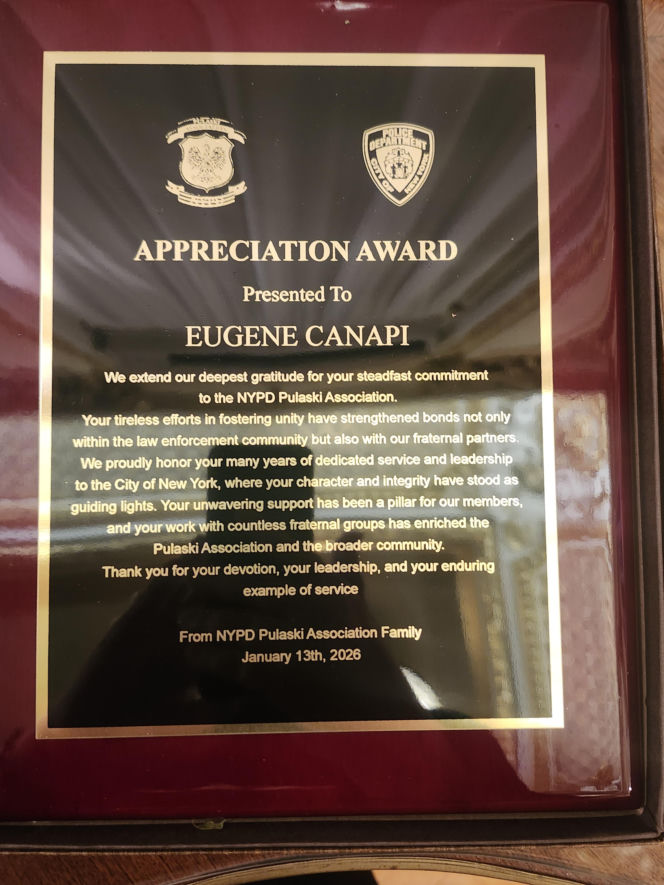 POLICE
DEPARTMENT
CITY OF
NEW YORK
APPRECIATION AWARD
Presented To
EUGENE CANAPI
We extend our deepest gratitude for your steadfast commitment
to the NYPD Pulaski Association.
Your tireless efforts in fostering unity have strengthened bonds not only
within the law enforcement community but also with our fraternal partners.
We proudly honor your many years of dedicated service and leadership
to the City of New York, where your character and integrity have stood as
guiding lights. Your unwavering support has been a pillar for our members,
and your work with countless fraternal groups has enriched the
Pulaski Association and the broader community.
Thank you for your devotion, your leadership, and your enduring
example of service
From NYPD Pulaski Association Family
January 13th, 2026